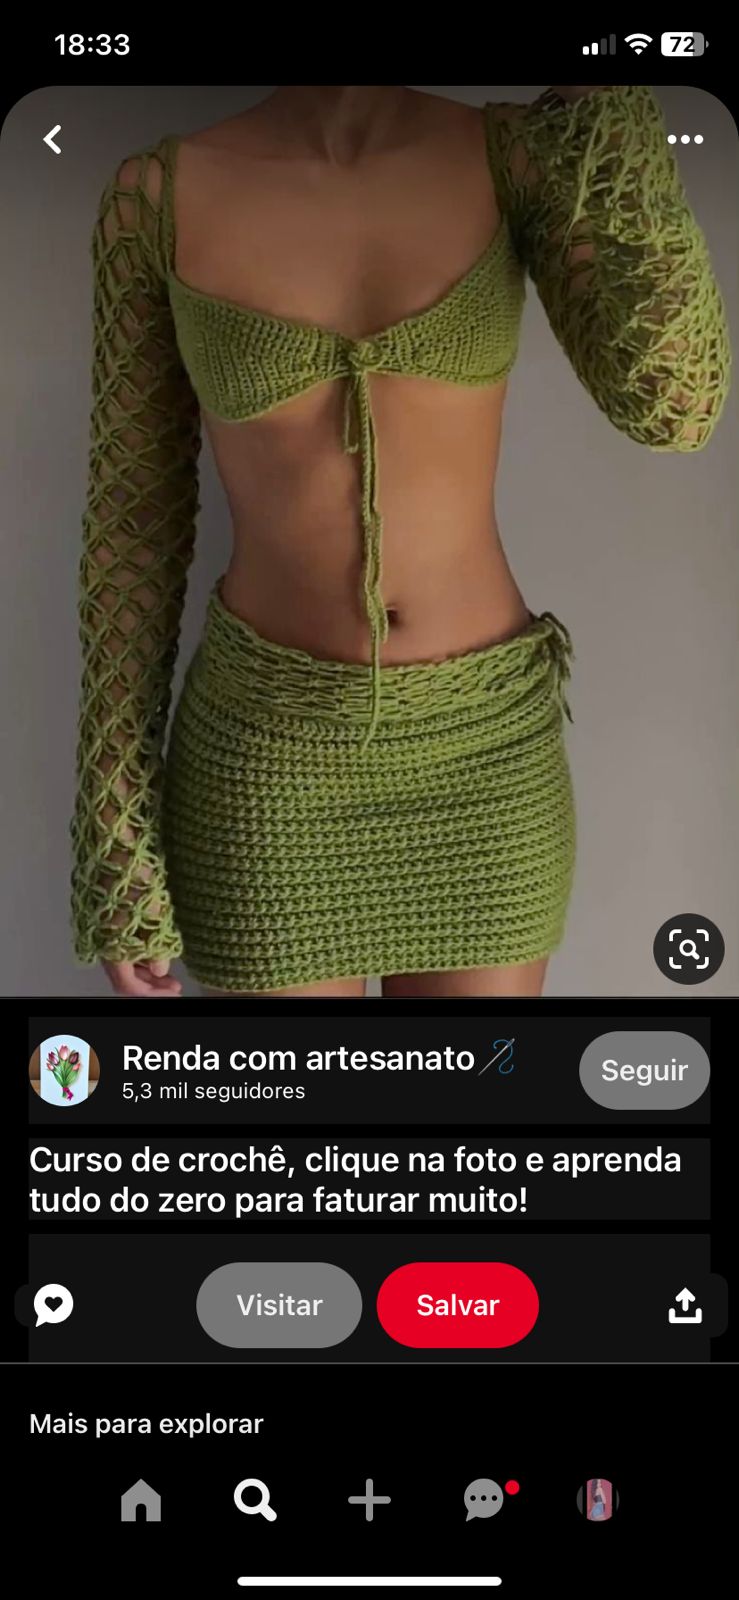 18:33
72
Renda com artesanato🪡
5,3 mil seguidores
Seguir
Curso de crochê, clique na foto e aprenda
tudo do zero para faturar muito!
Visitar
Salvar
Mais para explorar